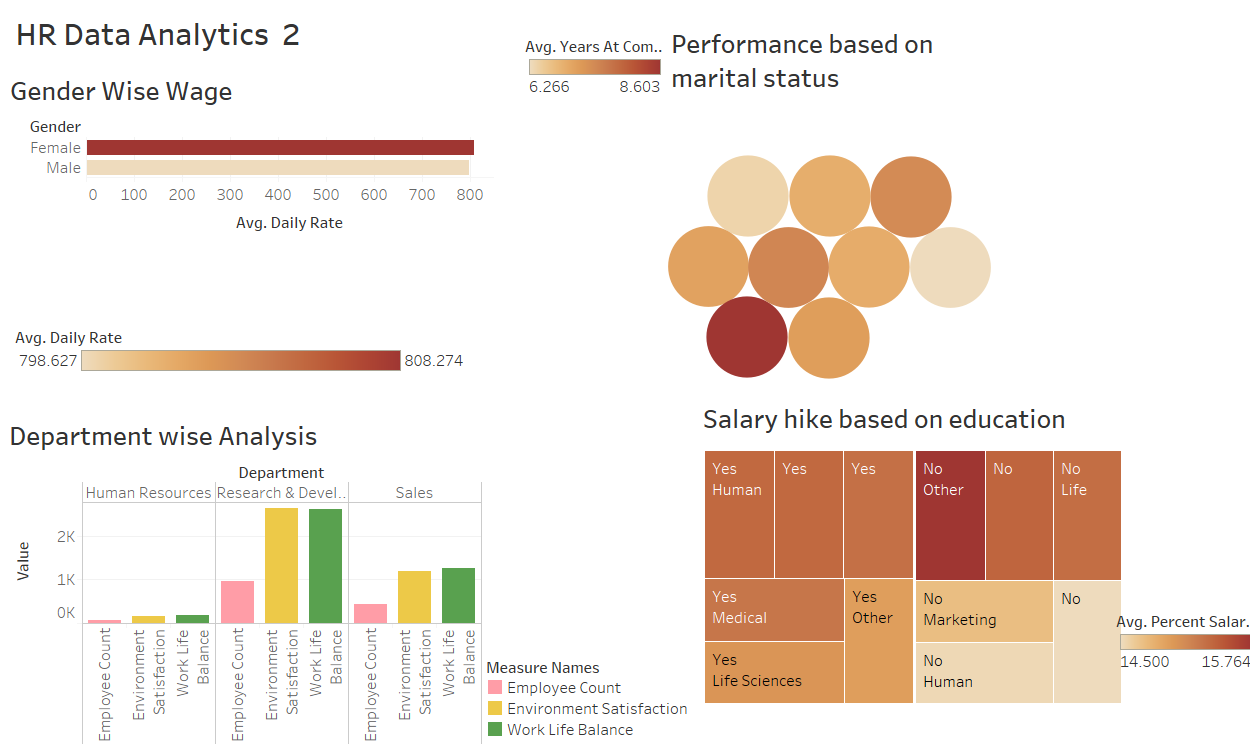 HR Data Analytics 2
Gender Wise Wage
Gender
Female
Male
0 100 200 300 400 500 600 700 800
Avg. Daily Rate
Avg. Daily Rate
798.627 808.274
Avg. Years At Com..
6.266 8.603
Performance based on
marital status
Department wise Analysis
Department
Human Resources Research & Devel.. Sales
Value
2K
1K
0K
Employee Count
Environment
Satisfaction
Work Life
Balance
Employee Count
Environment
Satisfaction
Work Life
Balance
Employee Count
Environment
Satisfaction
Work Life
Balance
Measure Names
Employee Count
Environment Satisfaction
Work Life Balance
Salary hike based on education
Yes
Human
Yes
Yes
No
Other
No
No
Life
Yes
Medical
Yes
Other
No
Marketing
No
Yes
Life Sciences
No
Human
Avg. Percent Salar.
14.500 15.764